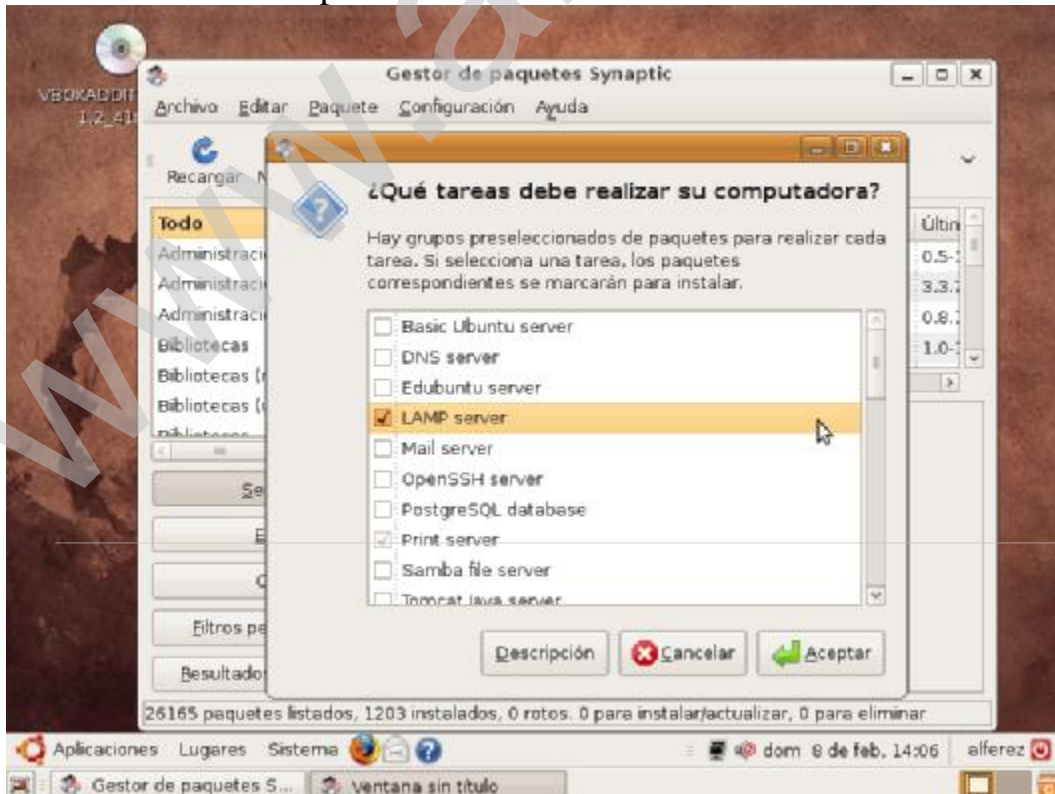 VBOXADDIT
Gestor de paquetes Synaptic
Archivo Editar Paquete Configuración Ayuda
Recargar
¿Qué tareas debe realizar su computadora?
Hay grupos preseleccionados de paquetes para realizar cada
tarea. Si selecciona una tarea, los paquetes
correspondientes se marcarán para instalar.
Todo
Administraci
Administraci
Administraci
Bibliotecas
Bibliotecas (
Bibliotecas (
Últin
0.5-
3.3.
0.8.
1.0-
Basic Ubuntu server
DNS server
Edubuntu server
LAMP server
Mail server
OpenSSH server
PostgreSQL database
Print server
Samba file server
Tomcat Java server
Se
E
Filtros pe
Resultado
Descripción
Cancelar
Aceptar
26165 paquetes listados, 1203 instalados, 0 rotos. 0 para instalar/actualizar, 0 para eliminar
Aplicaciones Lugares Sistema dom 8 de feb, 14:06 alferez
Gestor de paquetes S... Ventana sin título
www.a